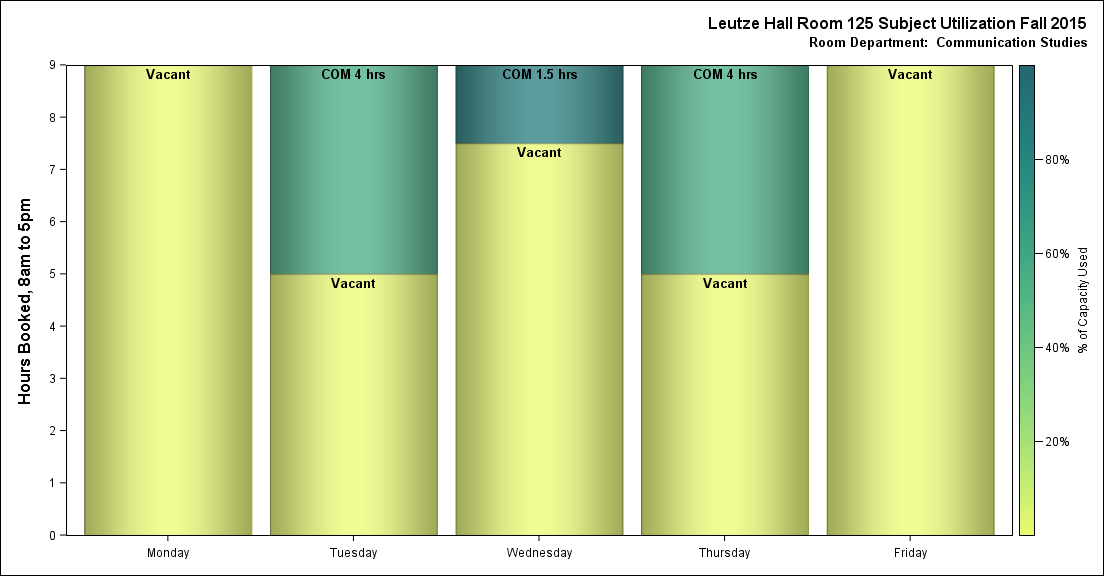 Leutze Hall Room 125 Subject Utilization Fall 2015
Room Department:  Communication Studies
Hours Booked, 8am to 5pm
9
8
7
6
5
4
3
2
1
0
Vacant
COM 4 hrs
COM 1.5 hrs
COM 4 hrs
Vacant
Vacant
Vacant
Vacant
Monday
Tuesday
Wednesday
Thursday
Friday
80%
60%
40%
20%
% of Capacity Used